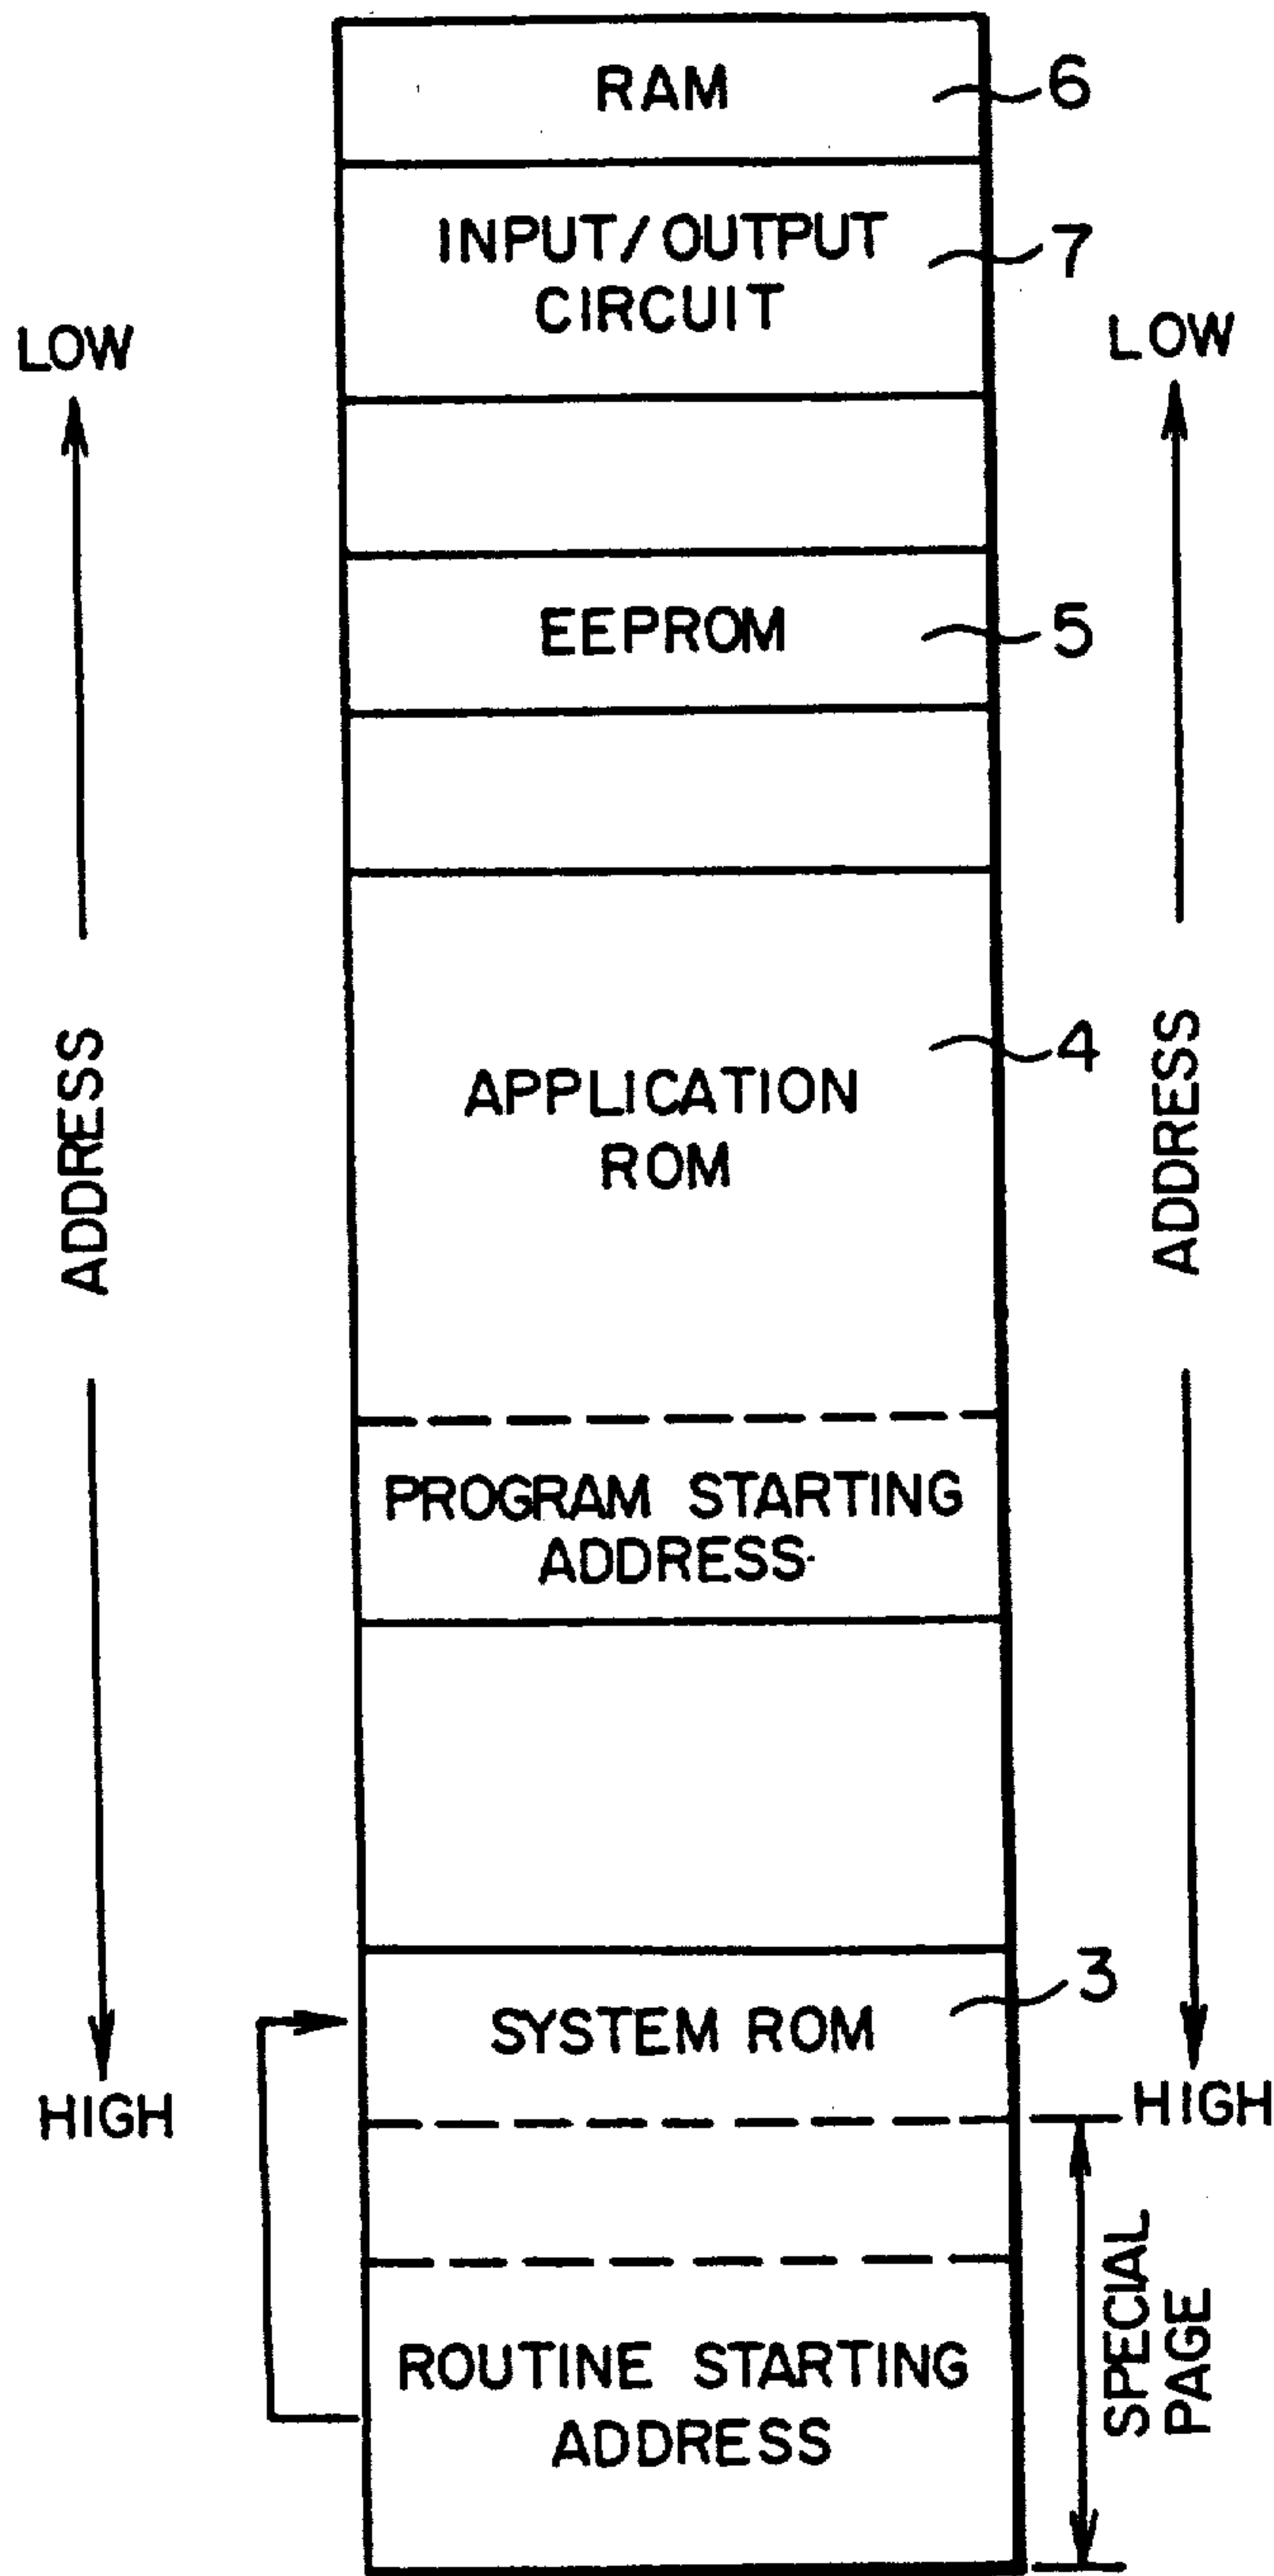 RAM
6
INPUT/OUTPUT
CIRCUIT
7
LOW
LOW
EEPROM
5
4
APPLICATION
ROM
ADDRESS
ADDRESS
PROGRAM STARTING
ADDRESS
3
SYSTEM ROM
HIGH
HIGH
SPECIAL
PAGE
ROUTINE STARTING
ADDRESS